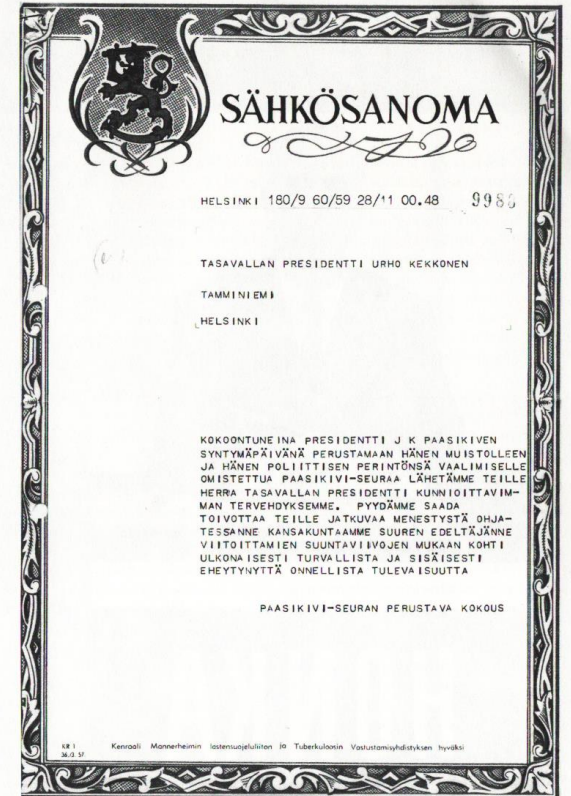 SÄHKÖSANOMA
HELSINKI 180/9 60/59 28/11 00.48
TASAVALLAN PRESIDENTTI URHO KEKKONEN
TAMMINIEMI
HELSINKI
KOKOONTUNEINA PRESIDENTTI J K PAASIKIVEN
SYNTYMÄPÄIVÄNÄ PERUSTAMAAN HÄNEN MUISTOLLEEN
JA HÄNEN POLIITTISEN PERINTÖNSÄ VAALIMISELLE
OMISTETTUA PAASIKIVI-SEURAA LÄHETÄMME TEILLE
HERRA TASAVALLAN PRESIDENTTI KUNNIOITTAVIM-
MAN TERVEHDYKSEMME. PYYDÄMME SAADA
TOIVOTTAA TEILLE JATKUVAA MENESTYSTÄ OHJA-
TESSANNE KANSAKUNTAAMME SUUREN EDELTÄJÄNNE
VIITOITTAMIEN SUUNTAVIIVOJEN MUKAAN KOHTI
ULKONAISESTI TURVALLISTA JA SISÄISESTI
EHEYTYNYTTÄ ONNELLISTA TULEVAISUUTTA
PAASIKIVI-SEURAN PERUSTAVA KOKOUS
KR 1 Kenraali Mannerheimin lastensuojeluliiton ja Tuberkuloosin Vastustamisyhdistyksen hyväksi